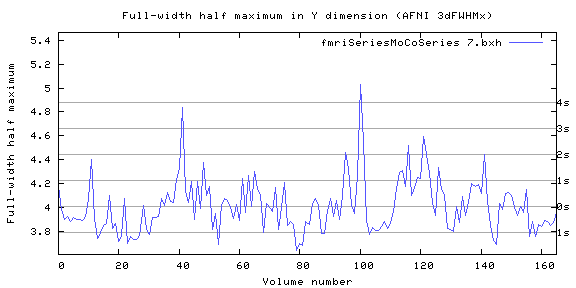 Full-width half maximum in Y dimension (AFNI 3dFWHMx)
fmriSeriesMoCoSeries 7.bxh
Full-width half maximum
5.4
5.2
5
4.8
4.6
4.4
4.2
4
3.8
4s
3s
2s
1s
0s
1s
0 20 40 60 80 100 120 140 160
Volume number